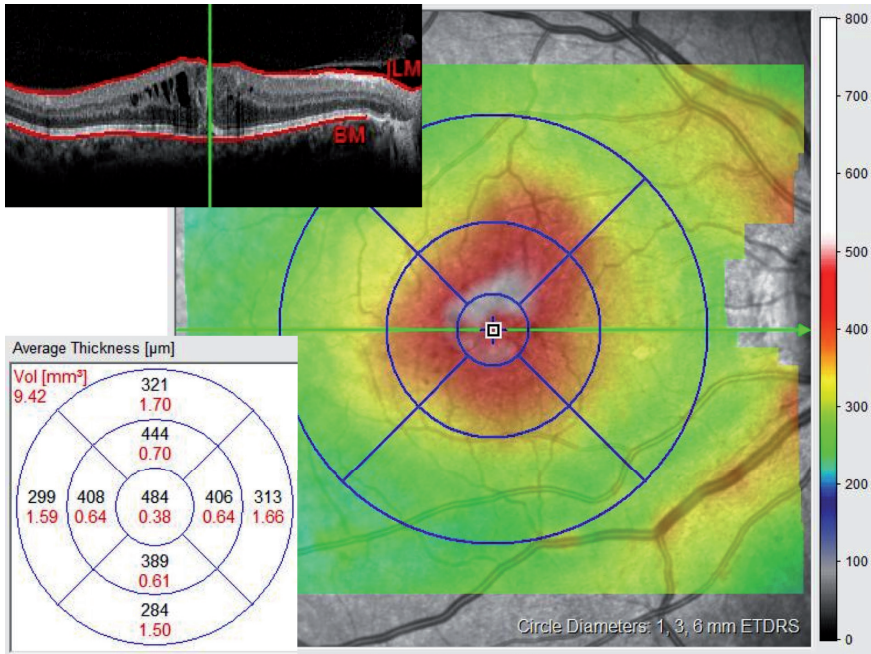 ILM
BM
800
700
600
500
400
300
200
100
0
Circle Diameters: 1, 3, 6 mm ETDRS
Average Thickness [µm]
Vol [mm³]
9.42
321
1.70
444
0.70
299 408 484 406 313
1.59 0.64 0.38 0.64 1.66
389
0.61
284
1.50